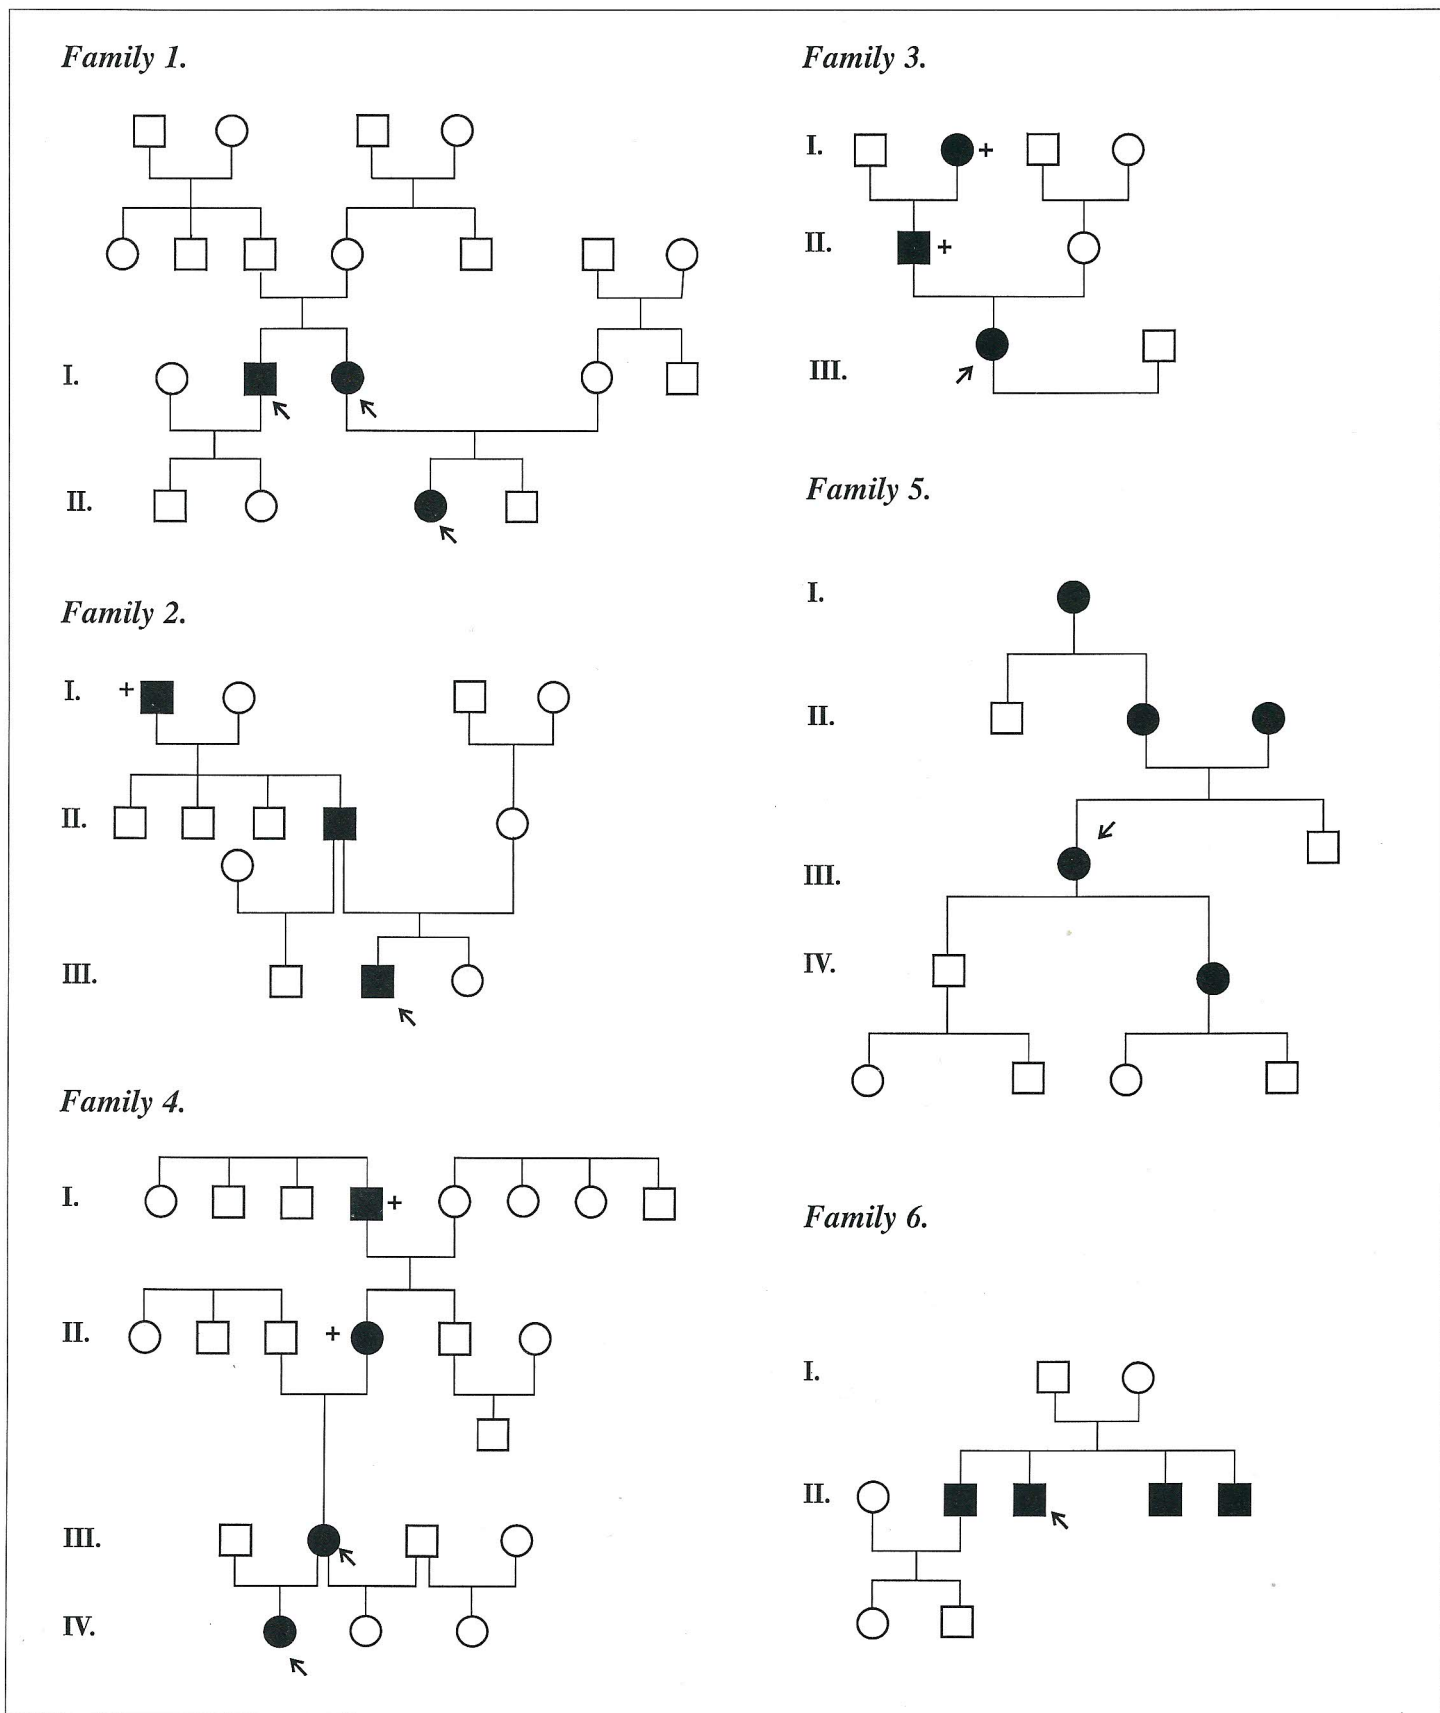 Family 1.
I.
II.
Family 2.
+
I.
II.
III.
Family 4.
I.
+
II.
+
III.
IV.
Family 3.
I.
+
II.
+
III.
Family 5.
I.
II.
III.
IV.
Family 6.
I.
II.